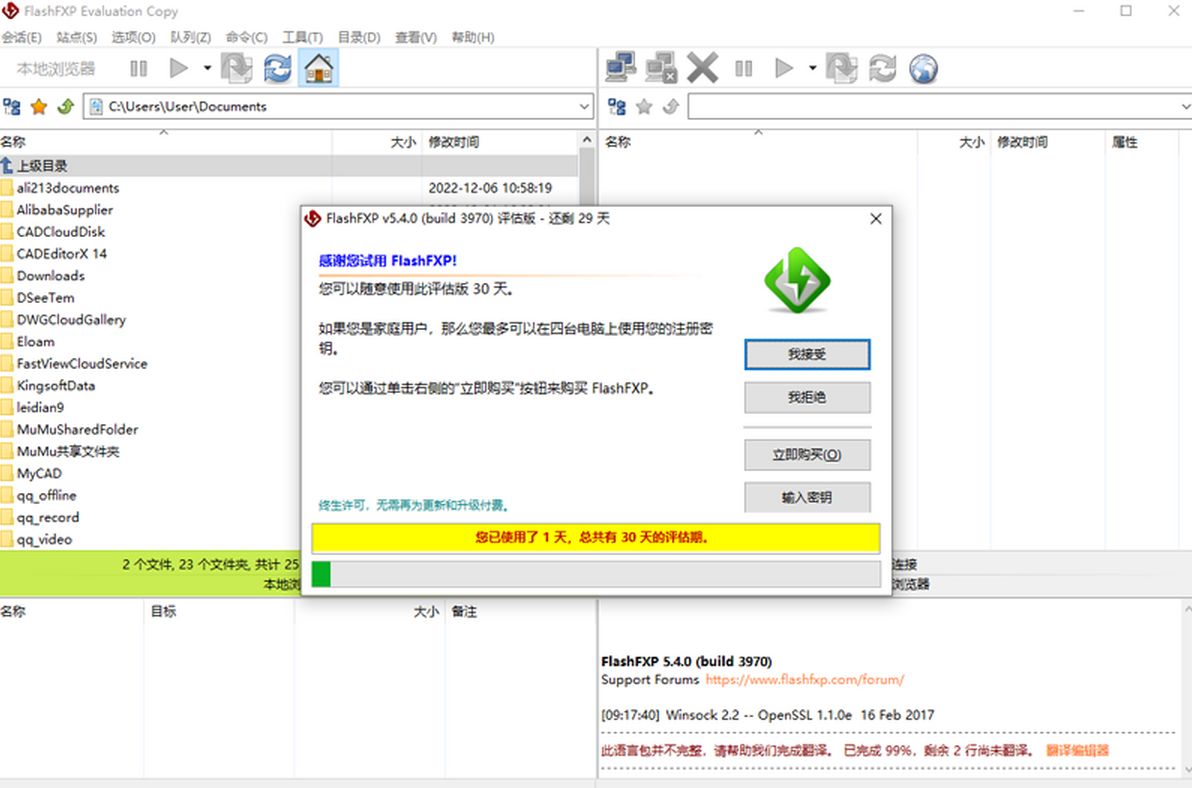 FlashFXP Evaluation Copy
会话(E) 站点(S) 选项(O) 队列(Z) 命令(C) 工具(T) 目录(D) 查看(V) 帮助(H)
本地浏览器
C:\Users\User\Documents
名称 大小 修改时间
名称 大小 修改时间 属性
上级目录
ali213documents 2022-12-06 10:58:19
AlibabaSupplier
CADCloudDisk
CADEditorX 14
Downloads
DSeeTem
DWGCloudGallery
Eloam
FastViewCloudService
KingsoftData
leidian9
MuMuSharedFolder
MuMu共享文件夹
MyCAD
qq_offline
qq_record
qq_video
2 个文件, 23 个文件夹, 共计 25
本地浏
FlashFXP v5.4.0 (build 3970) 评估版 - 还剩 29 天
感谢您试用 FlashFXP!
您可以随意使用此评估版 30 天。
如果您是家庭用户，那么您最多可以在四台电脑上使用您的注册密
钥。
您可以通过单击右侧的"立即购买"按钮来购买 FlashFXP。
我接受
我拒绝
立即购买(O)
输入密钥
终生许可，无需再为更新和升级付费。
您已使用了 1 天，总共有 30 天的评估期。
连接
浏览器
名称 目标 大小 备注
FlashFXP 5.4.0 (build 3970)
Support Forums https://www.flashfxp.com/forum/
[09:17:40] Winsock 2.2 -- OpenSSL 1.1.0e 16 Feb 2017
此语言包并不完整，请帮助我们完成翻译。 已完成 99%，剩余 2 行尚未翻译。 翻译编辑器